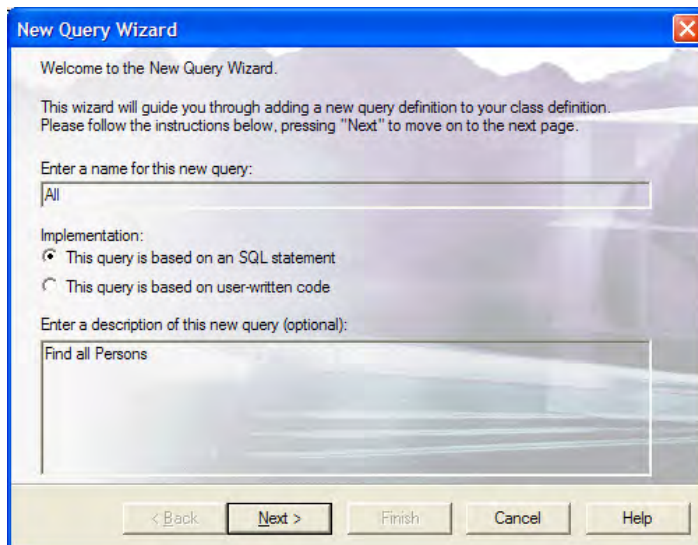 New Query Wizard
Welcome to the New Query Wizard.
This wizard will guide you through adding a new query definition to your class definition.
Please follow the instructions below, pressing "Next" to move on to the next page.
Enter a name for this new query:
All
Implementation:
This query is based on an SQL statement
This query is based on user-written code
Enter a description of this new query (optional):
Find all Persons
< Back Next > Finish Cancel Help